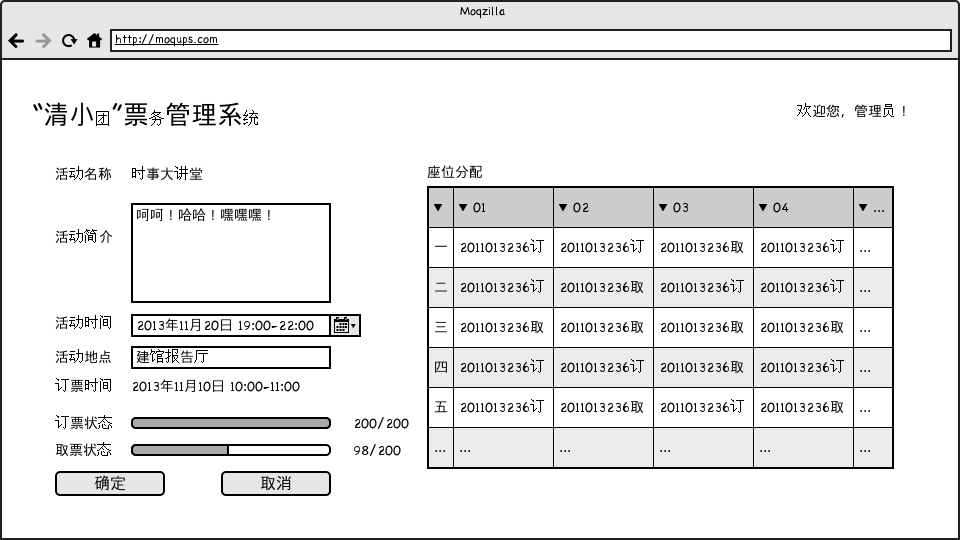 Moqzilla
http://moqups.com
“清小团”票务管理系统
欢迎您，管理员！
活动名称 时事大讲堂
活动简介 呵呵！哈哈！嘿嘿嘿！
活动时间 2013年11月20日 19:00-22:00
活动地点 建馆报告厅
订票时间 2013年11月10日 10:00-11:00
订票状态 200/200
取票状态 98/200
确定 取消
座位分配
▼ ▼ 01 ▼ 02 ▼ 03 ▼ 04 ▼ ...
一 2011013236订 2011013236订 2011013236取 2011013236订 ...
二 2011013236订 2011013236取 2011013236订 2011013236订 ...
三 2011013236取 2011013236订 2011013236取 2011013236取 ...
四 2011013236订 2011013236订 2011013236取 2011013236订 ...
五 2011013236订 2011013236取 2011013236订 2011013236取 ...
... ... ... ... ... ...